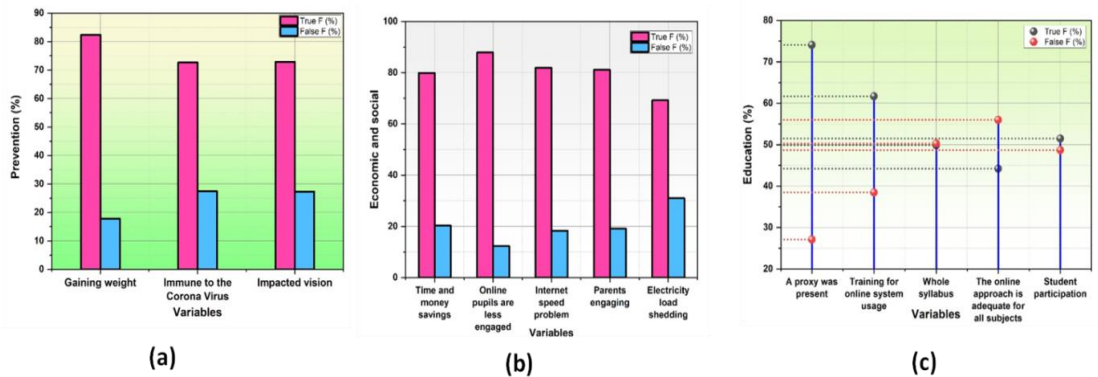 Prevention (%)
90
80
70
60
50
40
30
20
10
0
True F (%)
False F (%)
Gaining weight
Immune to the
Corona Virus
Impacted vision
Variables
(a)
Economic and social
100
80
60
40
20
0
True F (%)
False F (%)
Time and
money
savings
Online
pupils are
less
engaged
Internet
speed
problem
Parents
engaging
Electricity
load
shedding
Variables
(b)
Education (%)
80
70
60
50
40
30
20
True F (%)
False F (%)
A proxy was
present
Training for
online system
usage
Whole
syllabus
The online
approach is
adequate for
all subjects
Student
participation
Variables
(c)